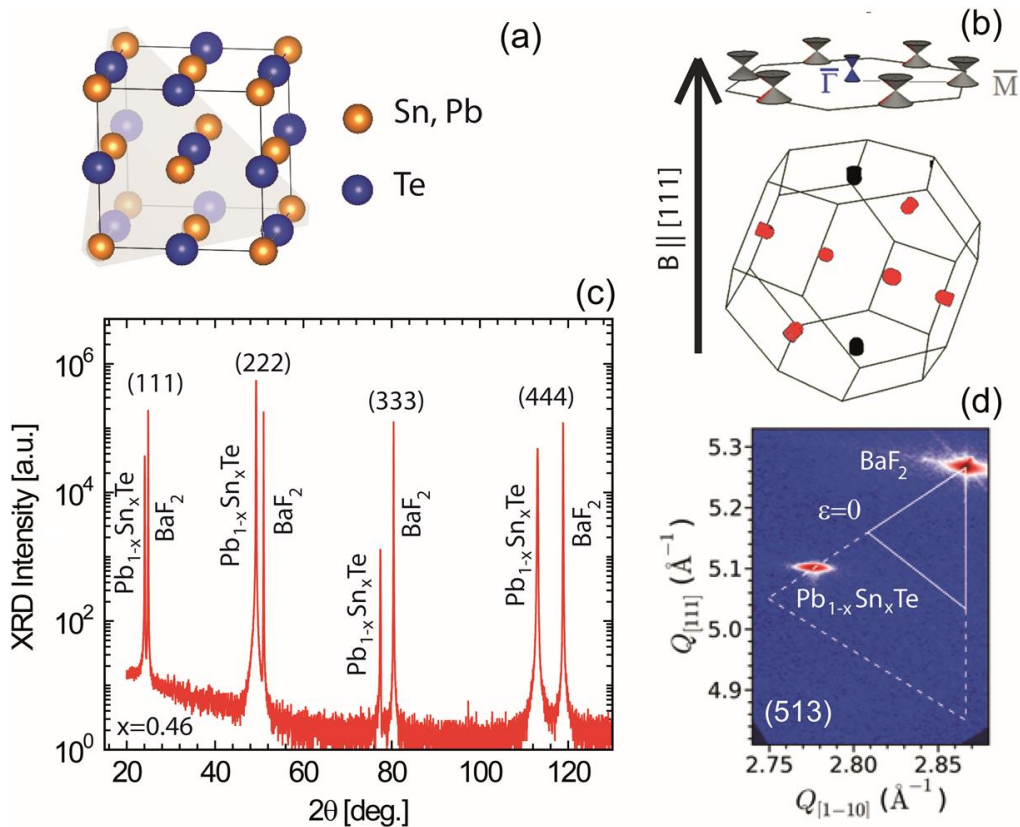 (a)
Sn, Pb
Te
(b)
Γ̅
M̅
B || [111]
(c)
XRD Intensity [a.u.]
10⁶
10⁴
10²
10⁰
(111)
(222)
(333)
(444)
Pb₁₋ₓSnₓTe
BaF₂
Pb₁₋ₓSnₓTe
BaF₂
Pb₁₋ₓSnₓTe
BaF₂
Pb₁₋ₓSnₓTe
BaF₂
x=0.46
20 40 60 80 100 120
2θ [deg.]
(d)
Q[111] (Å⁻¹)
5.3
5.2
5.1
5.0
4.9
BaF₂
ε=0
Pb₁₋ₓSnₓTe
(513)
2.75 2.80 2.85
Q[1−10] (Å⁻¹)